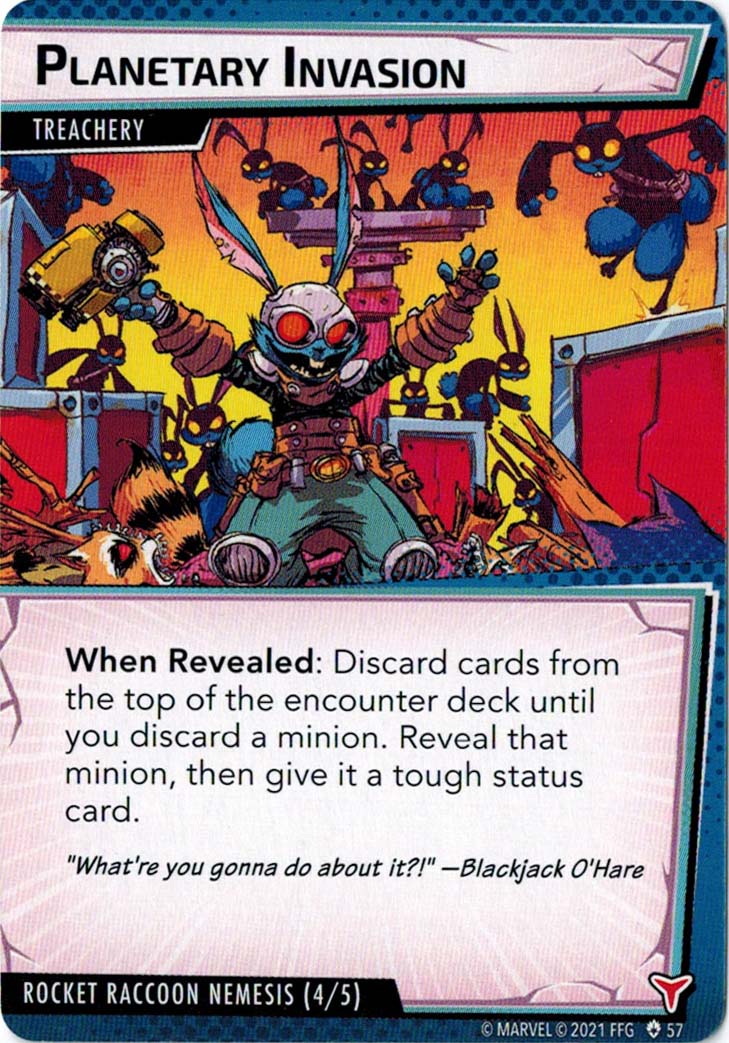 PLANETARY INVASION
TREACHERY
When Revealed: Discard cards from
the top of the encounter deck until
you discard a minion. Reveal that
minion, then give it a tough status
card.
"What're you gonna do about it?!" —Blackjack O'Hare
ROCKET RACCOON NEMESIS (4/5)
© MARVEL © 2021 FFG 57